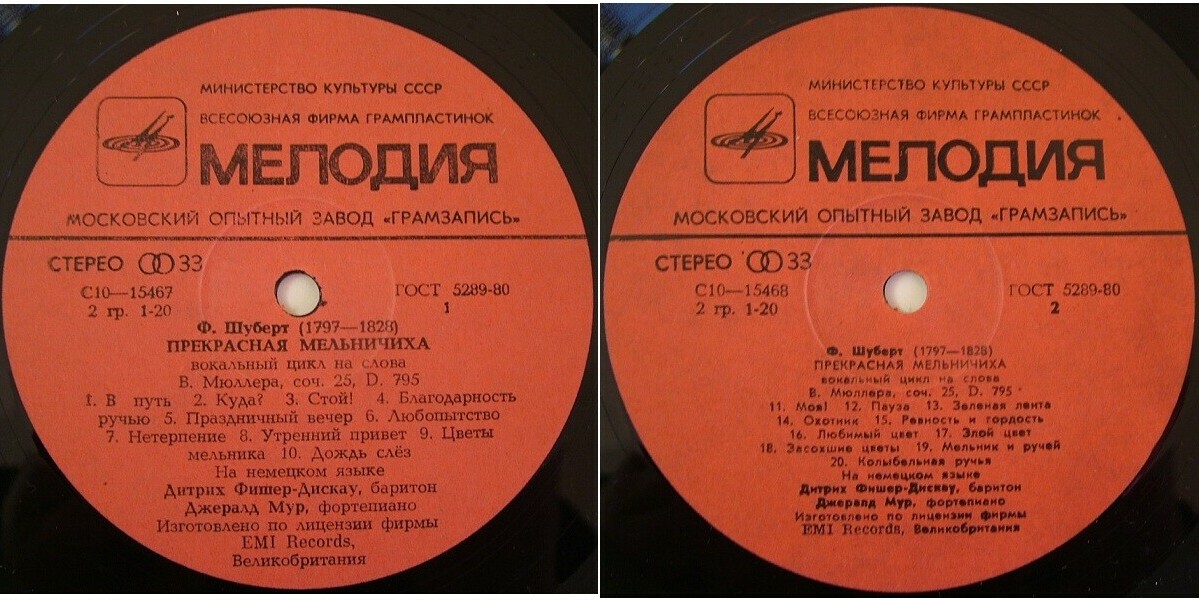 МИНИСТЕРСТВО КУЛЬТУРЫ СССР
ВСЕСОЮЗНАЯ ФИРМА ГРАМПЛАСТИНОК
МЕЛОДИЯ
МОСКОВСКИЙ ОПЫТНЫЙ ЗАВОД «ГРАМЗАПИСЬ»
СТЕРЕО 33
С10—15467 ГОСТ 5289-80
2 гр. 1-20 1
Ф. Шуберт (1797—1828)
ПРЕКРАСНАЯ МЕЛЬНИЧИХА
вокальный цикл на слова
В. Мюллера, соч. 25, D. 795
1. В путь 2. Куда? 3. Стой! 4. Благодарность
ручью 5. Праздничный вечер 6. Любопытство
7. Нетерпение 8. Утренний привет 9. Цветы
мельника 10. Дождь слёз
На немецком языке
Дитрих Фишер-Дискау, баритон
Джералд Мур, фортепиано
Изготовлено по лицензии фирмы
EMI Records,
Великобритания
МИНИСТЕРСТВО КУЛЬТУРЫ СССР
ВСЕСОЮЗНАЯ ФИРМА ГРАМПЛАСТИНОК
МЕЛОДИЯ
МОСКОВСКИЙ ОПЫТНЫЙ ЗАВОД «ГРАМЗАПИСЬ»
СТЕРЕО 33
С10—15468 ГОСТ 5289-80
2 гр. 1-20 2
Ф. Шуберт (1797—1828)
ПРЕКРАСНАЯ МЕЛЬНИЧИХА
вокальный цикл на слова
В. Мюллера, соч. 25, D. 795
11. Моя! 12. Пауза 13. Зеленая лента
14. Охотник 15. Ревность и гордость
16. Любимый цвет 17. Злой цвет
18. Засохшие цветы 19. Мельник и ручей
20. Колыбельная ручья
На немецком языке
Дитрих Фишер-Дискау, баритон
Джералд Мур, фортепиано
Изготовлено по лицензии фирмы
EMI Records, Великобритания